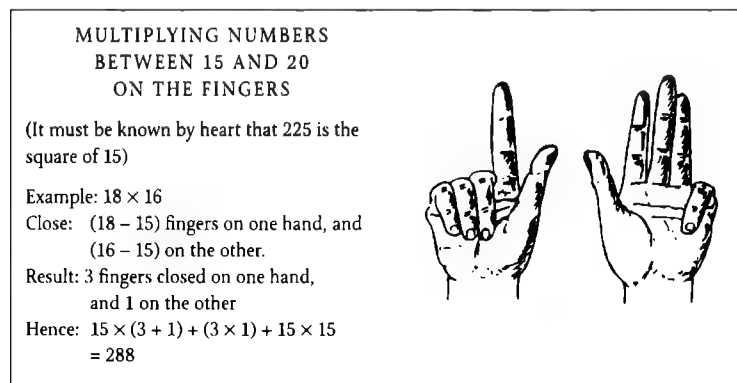 MULTIPLYING NUMBERS
BETWEEN 15 AND 20
ON THE FINGERS
(It must be known by heart that 225 is the
square of 15)
Example: 18 × 16
Close: (18 – 15) fingers on one hand, and
(16 – 15) on the other.
Result: 3 fingers closed on one hand,
and 1 on the other
Hence: 15 × (3 + 1) + (3 × 1) + 15 × 15
= 288